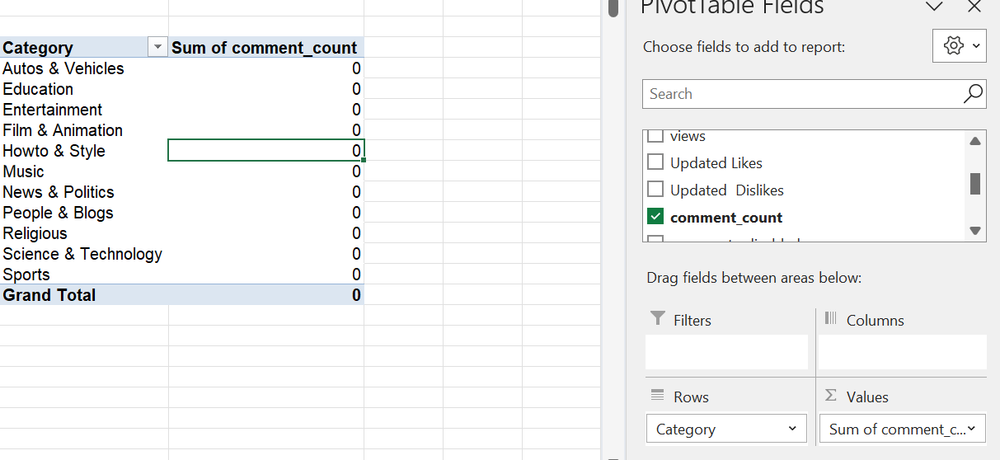 PivotTable Fields
Category Sum of comment_count
Autos & Vehicles 0
Education 0
Entertainment 0
Film & Animation 0
Howto & Style 0
Music 0
News & Politics 0
People & Blogs 0
Religious 0
Science & Technology 0
Sports 0
Grand Total 0
Choose fields to add to report:
Search
views
Updated Likes
Updated  Dislikes
comment_count
Drag fields between areas below:
Filters
Columns
Rows
Σ Values
Category
Sum of comment_c...